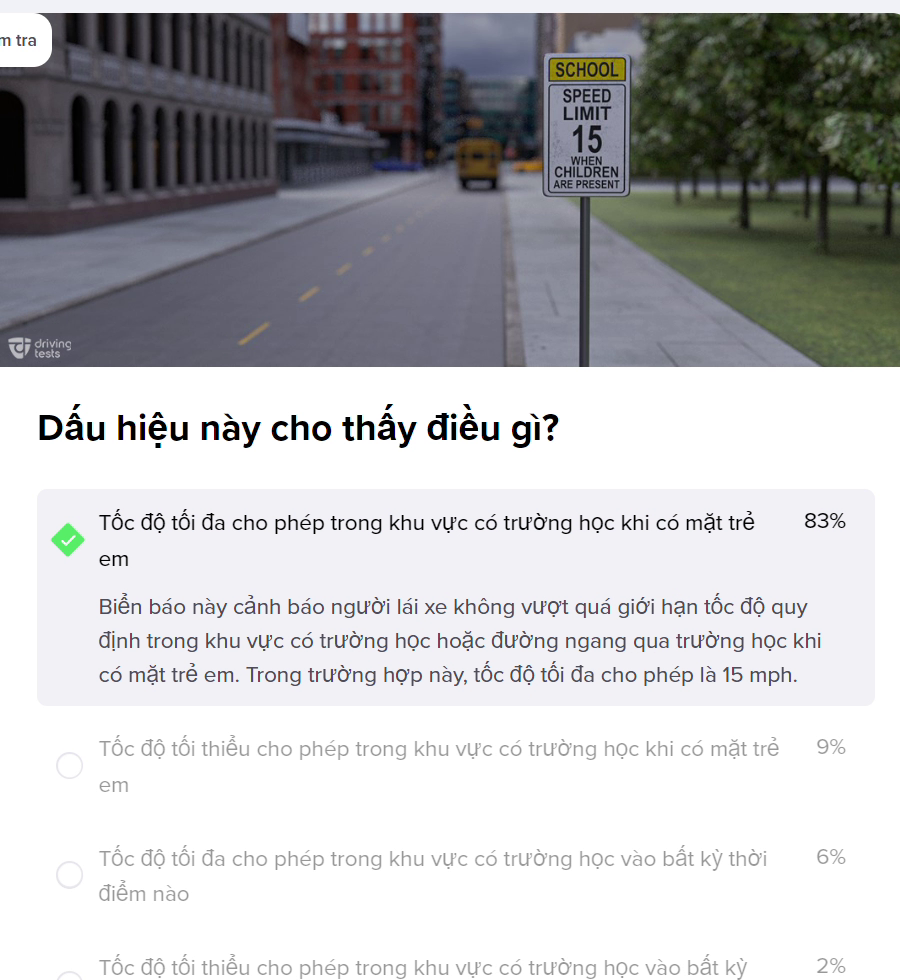 m tra
SCHOOL
SPEED
LIMIT
15
WHEN
CHILDREN
ARE PRESENT
driving
tests
Dấu hiệu này cho thấy điều gì?
Tốc độ tối đa cho phép trong khu vực có trường học khi có mặt trẻ
em
83%
Biển báo này cảnh báo người lái xe không vượt quá giới hạn tốc độ quy
định trong khu vực có trường học hoặc đường ngang qua trường học khi
có mặt trẻ em. Trong trường hợp này, tốc độ tối đa cho phép là 15 mph.
Tốc độ tối thiểu cho phép trong khu vực có trường học khi có mặt trẻ
em
9%
Tốc độ tối đa cho phép trong khu vực có trường học vào bất kỳ thời
điểm nào
6%
Tốc độ tối thiểu cho phép trong khu vực có trường học vào bất kỳ
2%